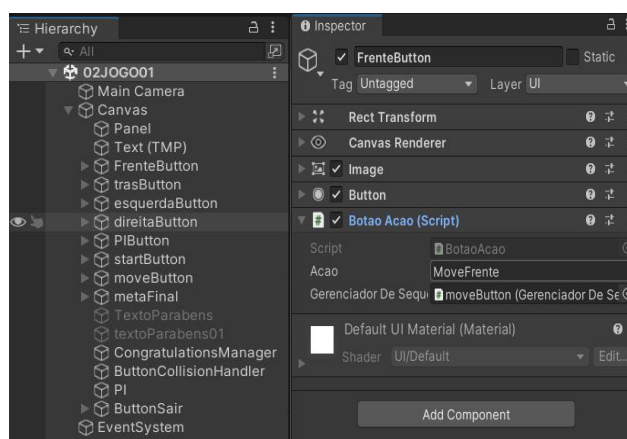 Hierarchy
All
02JOGO01
Main Camera
Canvas
Panel
Text (TMP)
FrenteButton
trasButton
esquerdaButton
direitaButton
PIButton
startButton
moveButton
metaFinal
TextoParabens
textoParabens01
CongratulationsManager
ButtonCollisionHandler
PI
ButtonSair
EventSystem
Inspector
FrenteButton Static
Tag Untagged Layer UI
Rect Transform
Canvas Renderer
Image
Button
# Botao Acao (Script)
Script BotaoAcao
Acao MoveFrente
Gerenciador De Sequ moveButton (Gerenciador De Se
Default UI Material (Material)
Shader UI/Default Edit...
Add Component